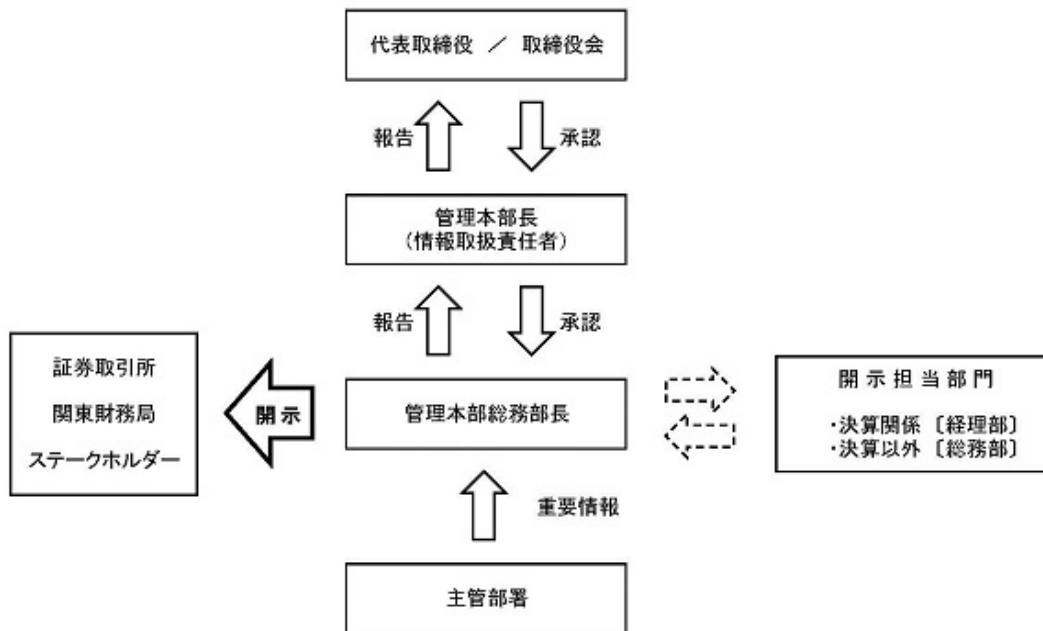 代表取締役 ／ 取締役会
報告
承認
管理本部長
（情報取扱責任者）
報告
承認
証券取引所
関東財務局
ステークホルダー
開示
管理本部総務部長
開示担当部門
・決算関係〔経理部〕
・決算以外〔総務部〕
重要情報
主管部署